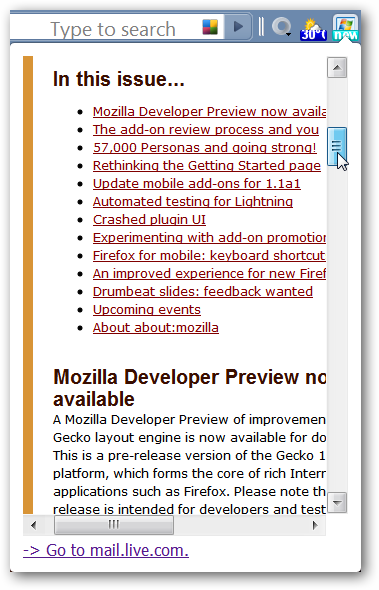 Type to search
30°C
new
In this issue...
Mozilla Developer Preview now availa
The add-on review process and you
57,000 Personas and going strong!
Rethinking the Getting Started page
Update mobile add-ons for 1.1a1
Automated testing for Lightning
Crashed plugin UI
Experimenting with add-on promotion
Firefox for mobile: keyboard shortcut
An improved experience for new Firef
Drumbeat slides: feedback wanted
Upcoming events
About about:mozilla
Mozilla Developer Preview no
available
A Mozilla Developer Preview of improvemen
Gecko layout engine is now available for do
This is a pre-release version of the Gecko 1
platform, which forms the core of rich Intern
applications such as Firefox. Please note th
release is intended for developers and test
-> Go to mail.live.com.